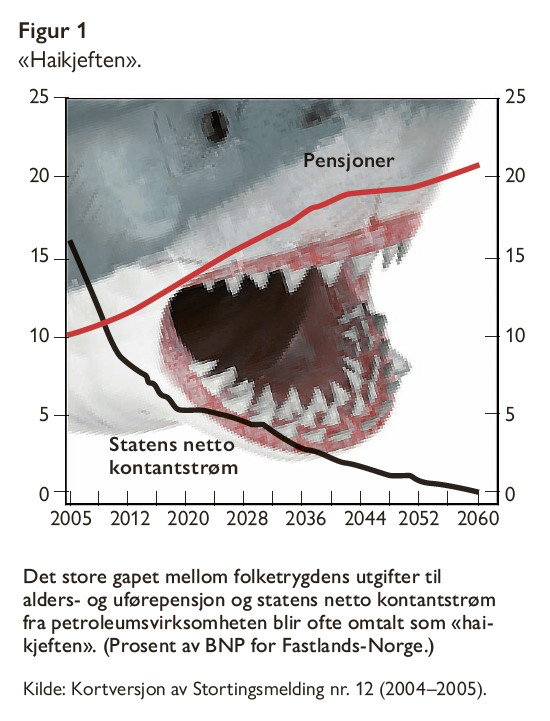 Figur 1
«Haikjeften».
25 25
Pensjoner
20 20
15 15
10 10
5 5
Statens netto
kontantstrøm
0 0
2005 2012 2020 2028 2036 2044 2052 2060
Det store gapet mellom folketrygdens utgifter til
alders- og uførepensjon og statens netto kontantstrøm
fra petroleumsvirksomheten blir ofte omtalt som «hai-
kjeften». (Prosent av BNP for Fastlands-Norge.)
Kilde: Kortversjon av Stortingsmelding nr. 12 (2004–2005).